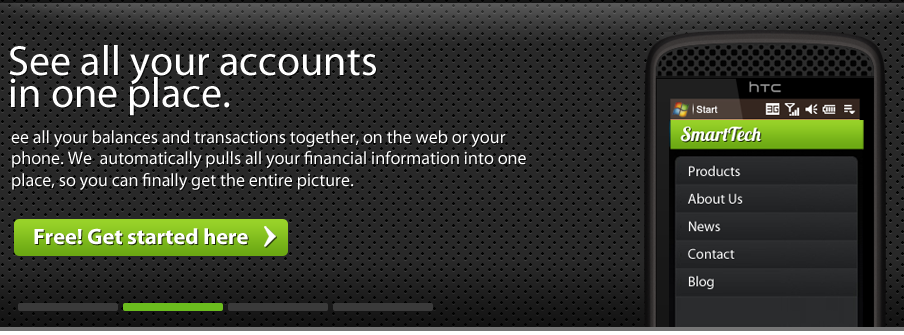 See all your accounts
in one place.
ee all your balances and transactions together, on the web or your
phone. We automatically pulls all your financial information into one
place, so you can finally get the entire picture.
Free! Get started here
hTC
Start
3G
SmartTech
Products
About Us
News
Contact
Blog